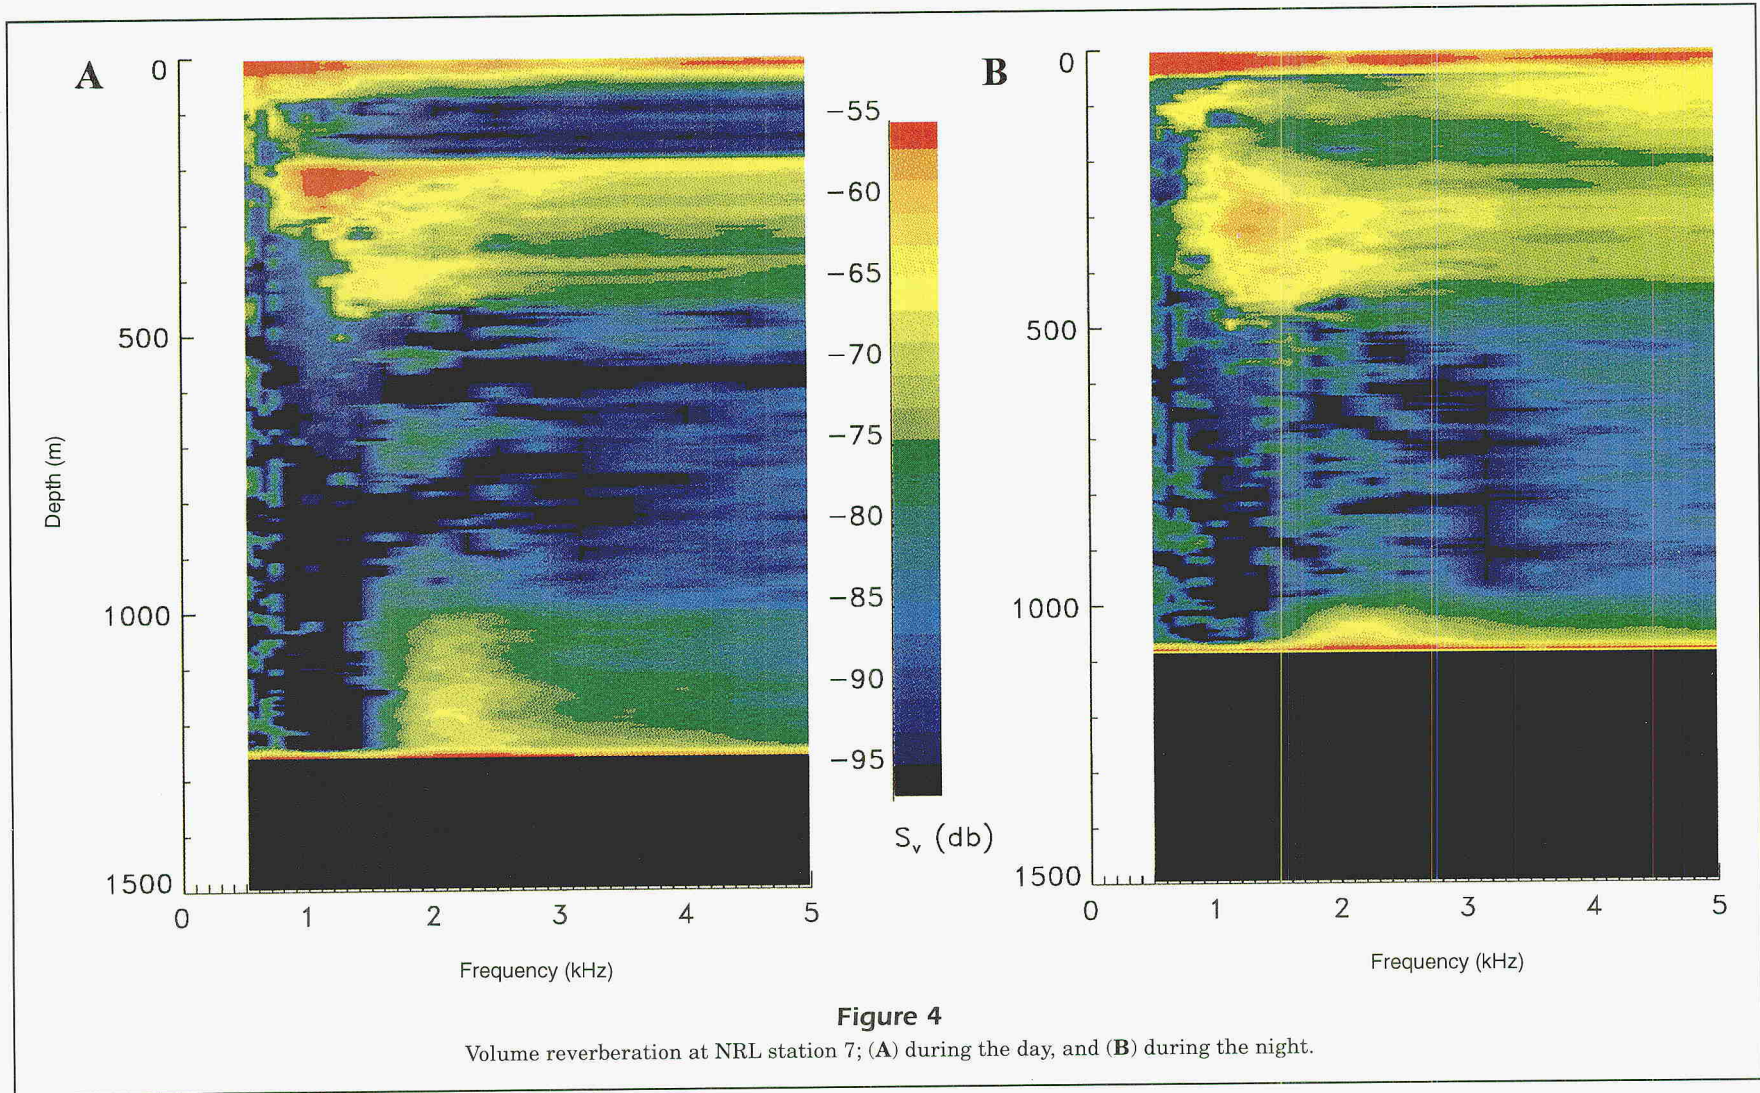 A
B
0
500
1000
1500
Depth (m)
0 1 2 3 4 5
Frequency (kHz)
-55
-60
-65
-70
-75
-80
-85
-90
-95
Sv (db)
0
500
1000
1500
0 1 2 3 4 5
Frequency (kHz)
Figure 4
Volume reverberation at NRL station 7; (A) during the day, and (B) during the night.